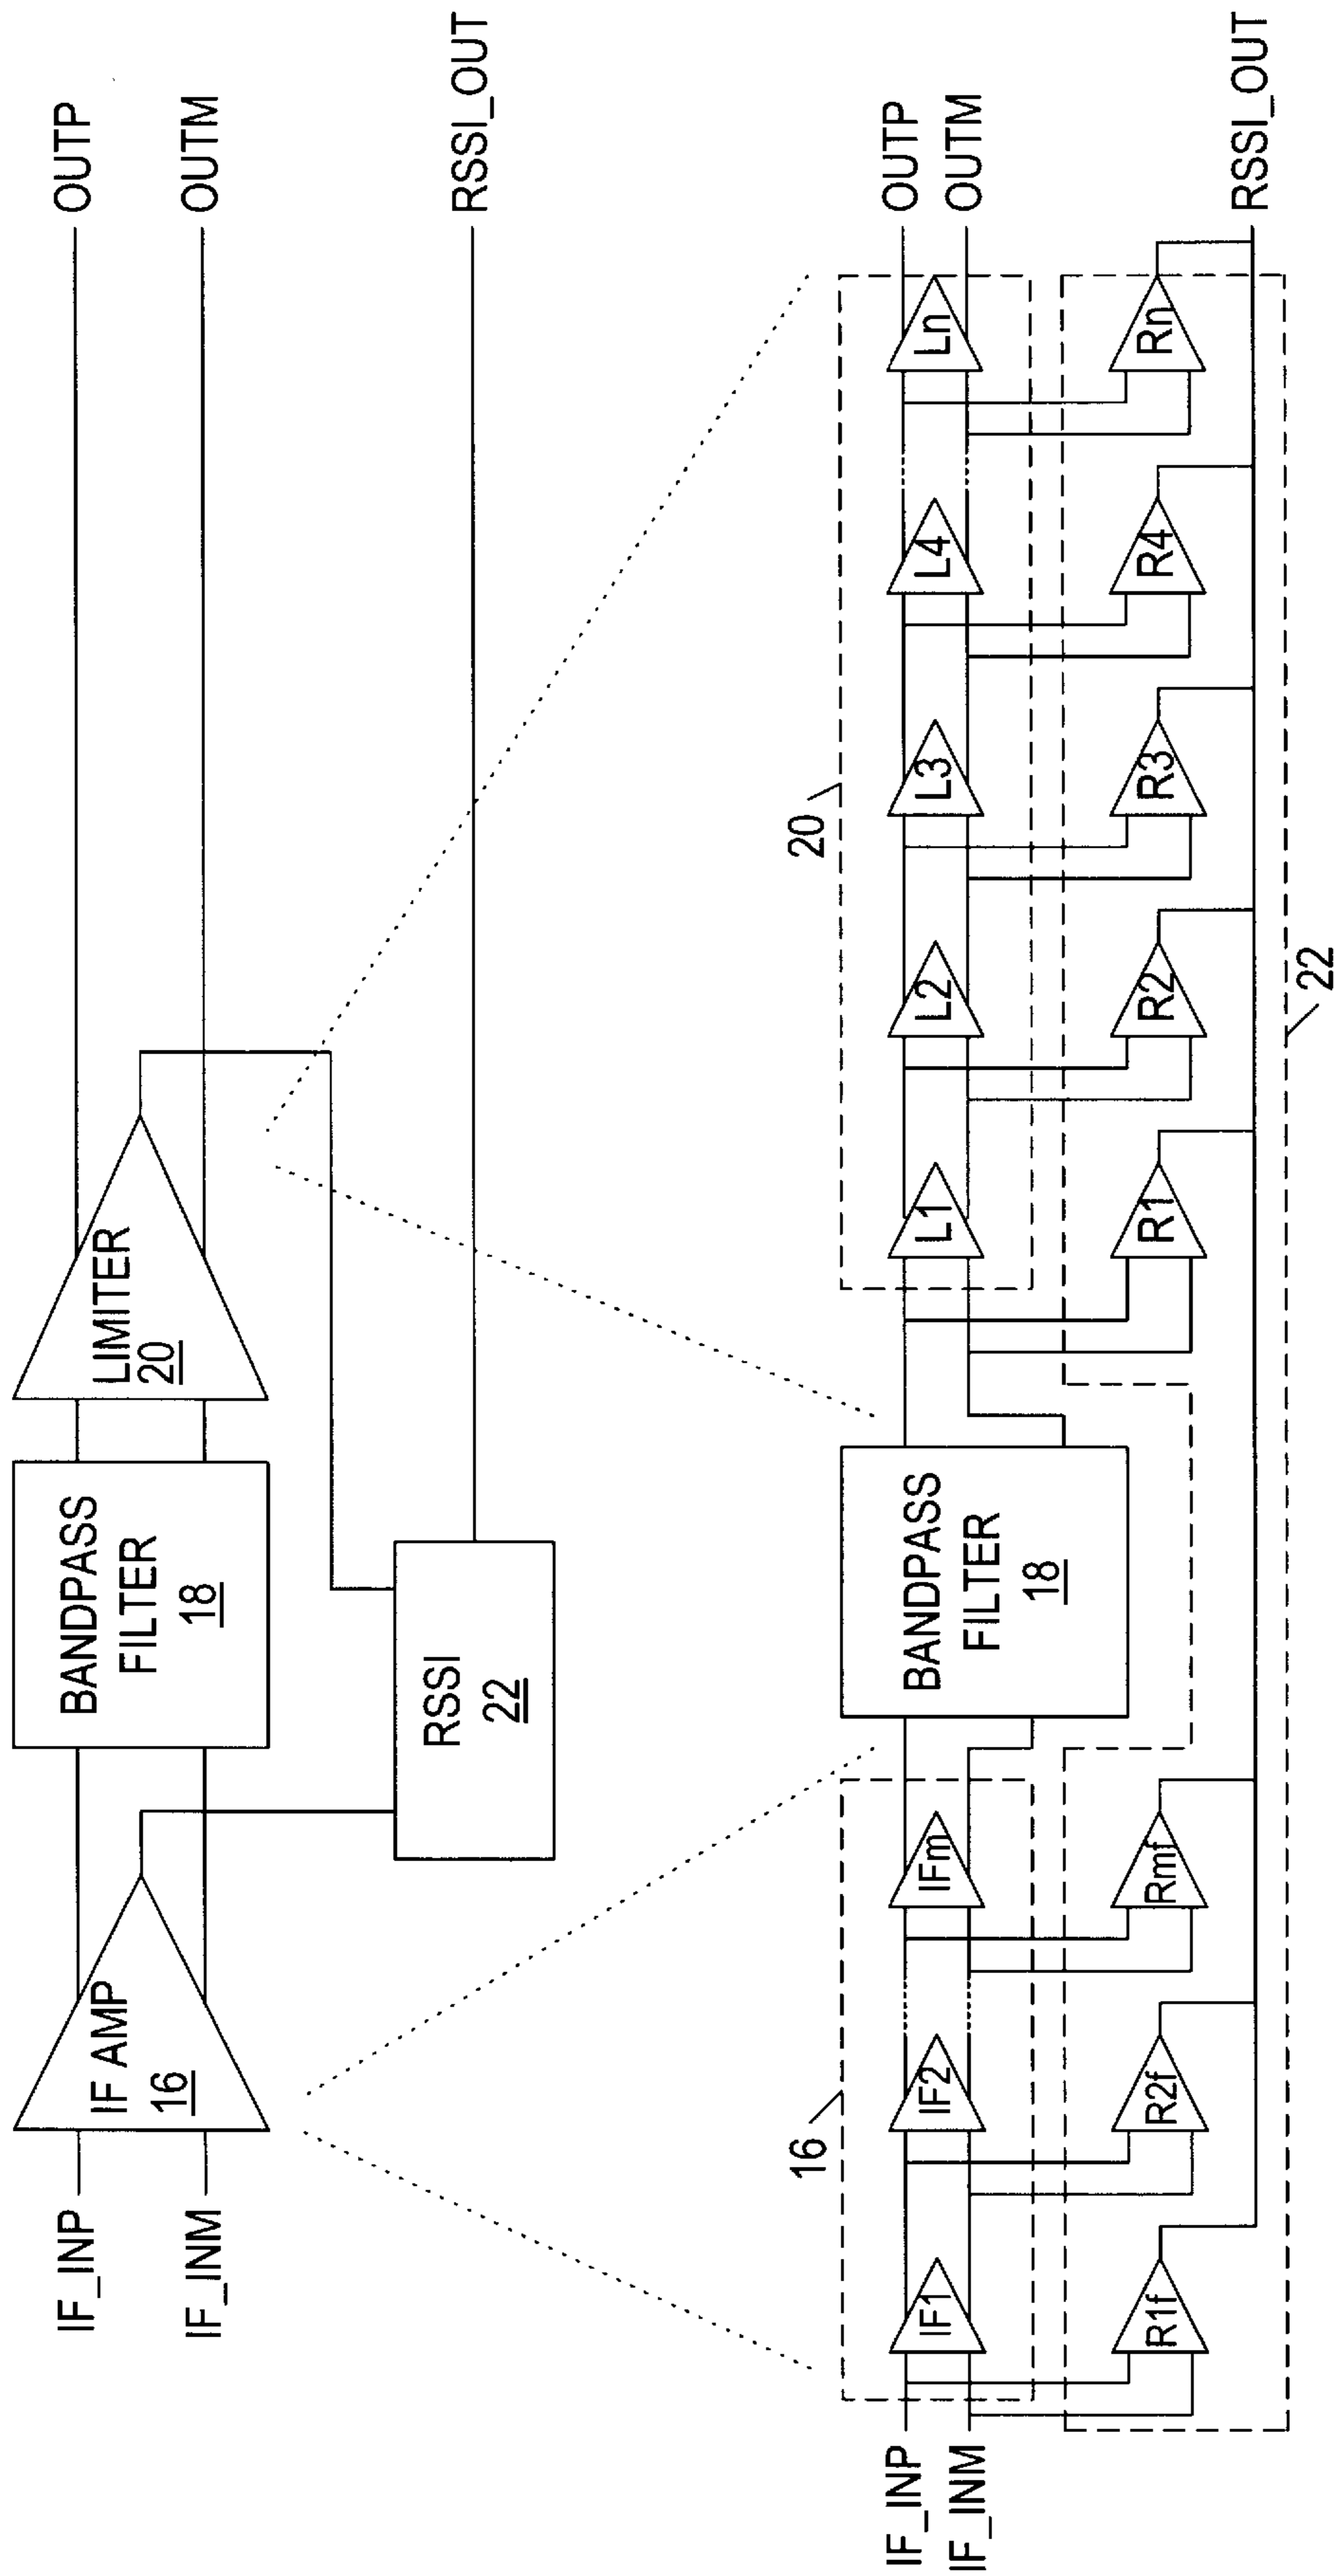 IF_INP
IF_INM
IF AMP
16
BANDPASS
FILTER
18
LIMITER
20
RSSI
22
OUTP
OUTM
RSSI_OUT
IF_INP
IF_INM
16
IF1
IF2
IFm
R1f
R2f
Rmf
BANDPASS
FILTER
18
20
L1
L2
L3
L4
Ln
R1
R2
R3
R4
Rn
22
OUTP
OUTM
RSSI_OUT